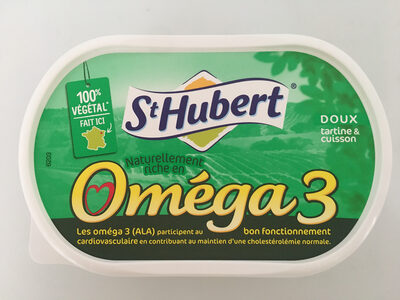 100%
VÉGÉTAL*
FAIT ICI
St Hubert®
DOUX
tartine &
cuisson
Naturellement
riche en
Oméga 3
Les oméga 3 (ALA) participent au bon fonctionnement
cardiovasculaire en contribuant au maintien d'une cholestérolémie normale.